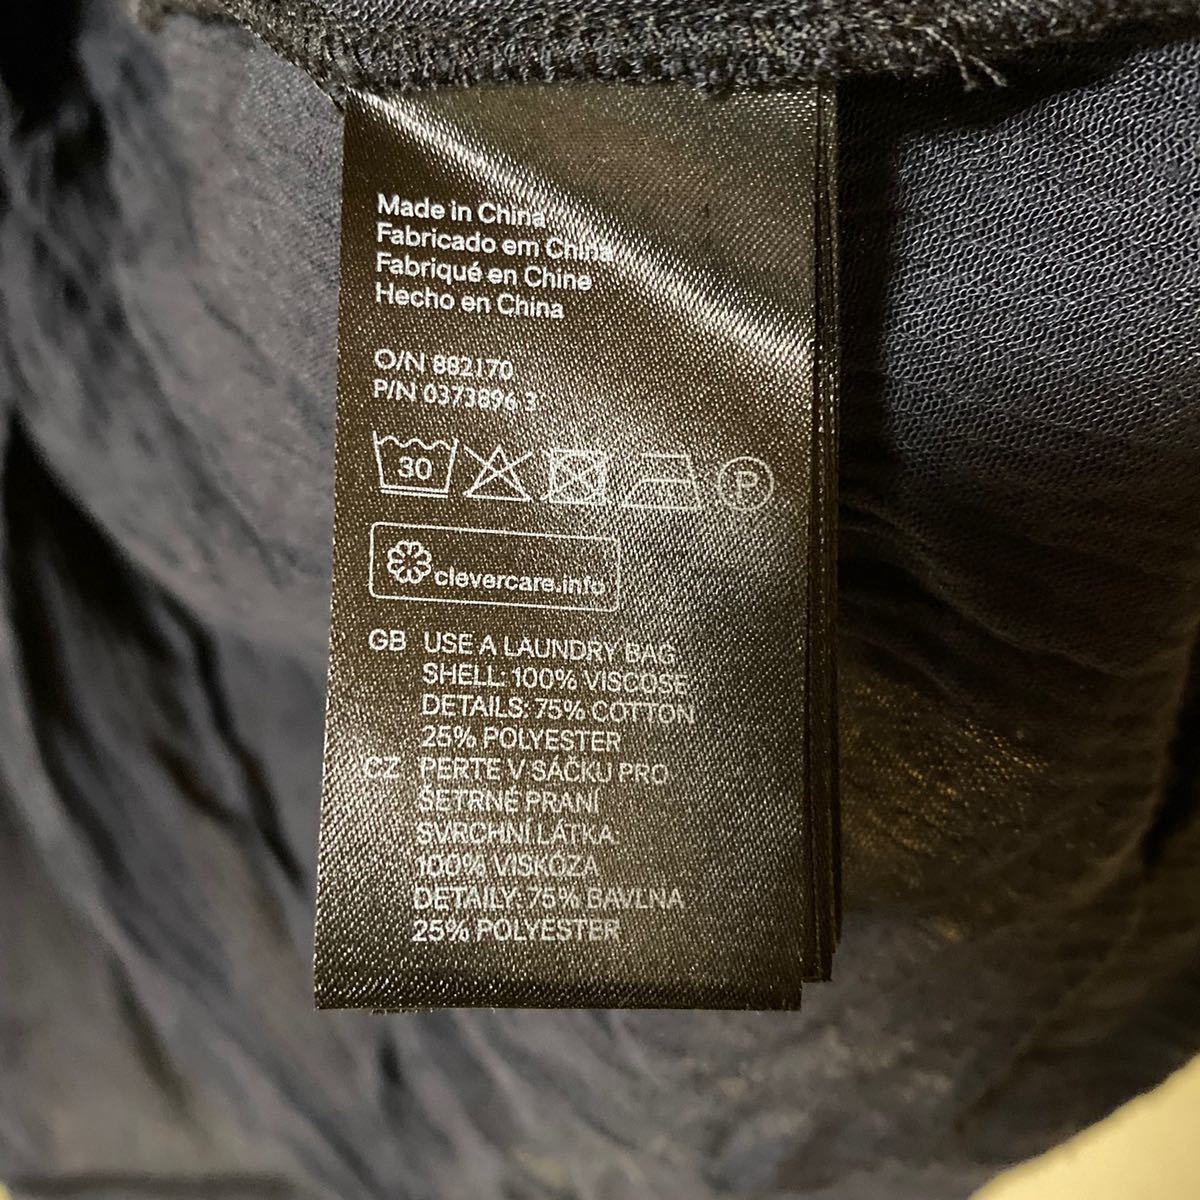 Made in China
Fabricado em China
Fabriqué en Chine
Hecho en China
O/N 882170
P/N 0373896 3
30 P
clevercare.info
GB USE A LAUNDRY BAG
SHELL: 100% VISCOSE
DETAILS: 75% COTTON
25% POLYESTER
CZ PERTE V SÁČKU PRO
ŠETRNÉ PRANÍ
SVRCHNÍ LÁTKA:
100% VISKÓZA
DETAILY: 75% BAVLNA
25% POLYESTER